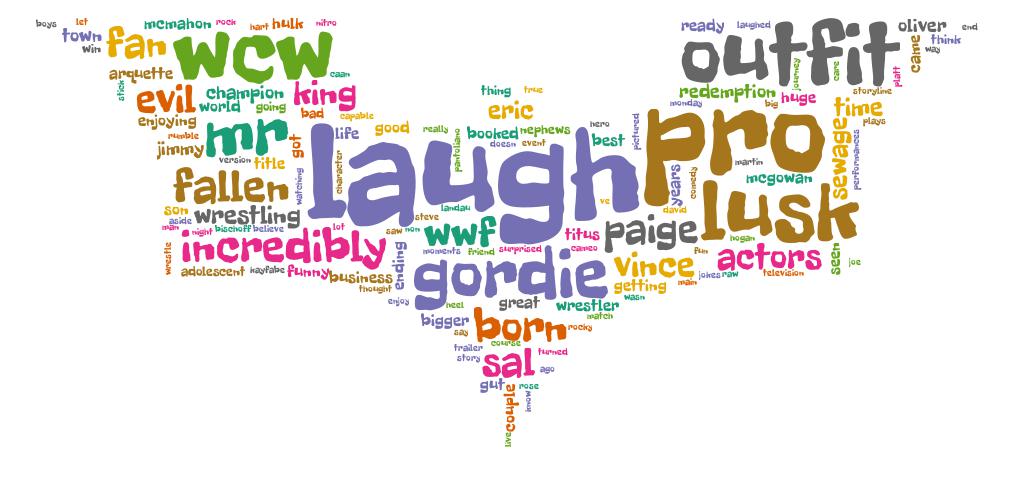 boys
let
mcmahon
rock
hart
hulk
nitro
town
win
fan
wcw
arquette
caan
stick
evil
champion
world
going
king
enjoying
bad
capable
rumble
mr
jimmy
got
life
good
version
title
watching
character
fallen
son
wrestling
aside
man
night
bischoff
believe
lot
incredibly
wrestle
adolescent
kayfabe
funny
business
thought
laugh
thing
true
eric
really
pantoliano
booked
nephews
doesn
event
hero
best
pictured
landau
steve
saw
non
wwf
ve
titus
moments
friend
surprised
cameo
ending
gordie
enjoy
heel
great
wrestler
match
bigger
say
born
rocky
trailer
course
story
sal
turned
ago
gut
couple
rose
know
live
ready
laughed
oliver
end
outfit
came
think
way
journey
care
platt
redemption
monday
big
huge
storyline
time
plays
pro
sewage
performances
martin
mcgowan
years
comedy
david
lusk
paige
hogan
fun
actors
seen
joe
vince
jokes
raw
television
getting
main
wasn